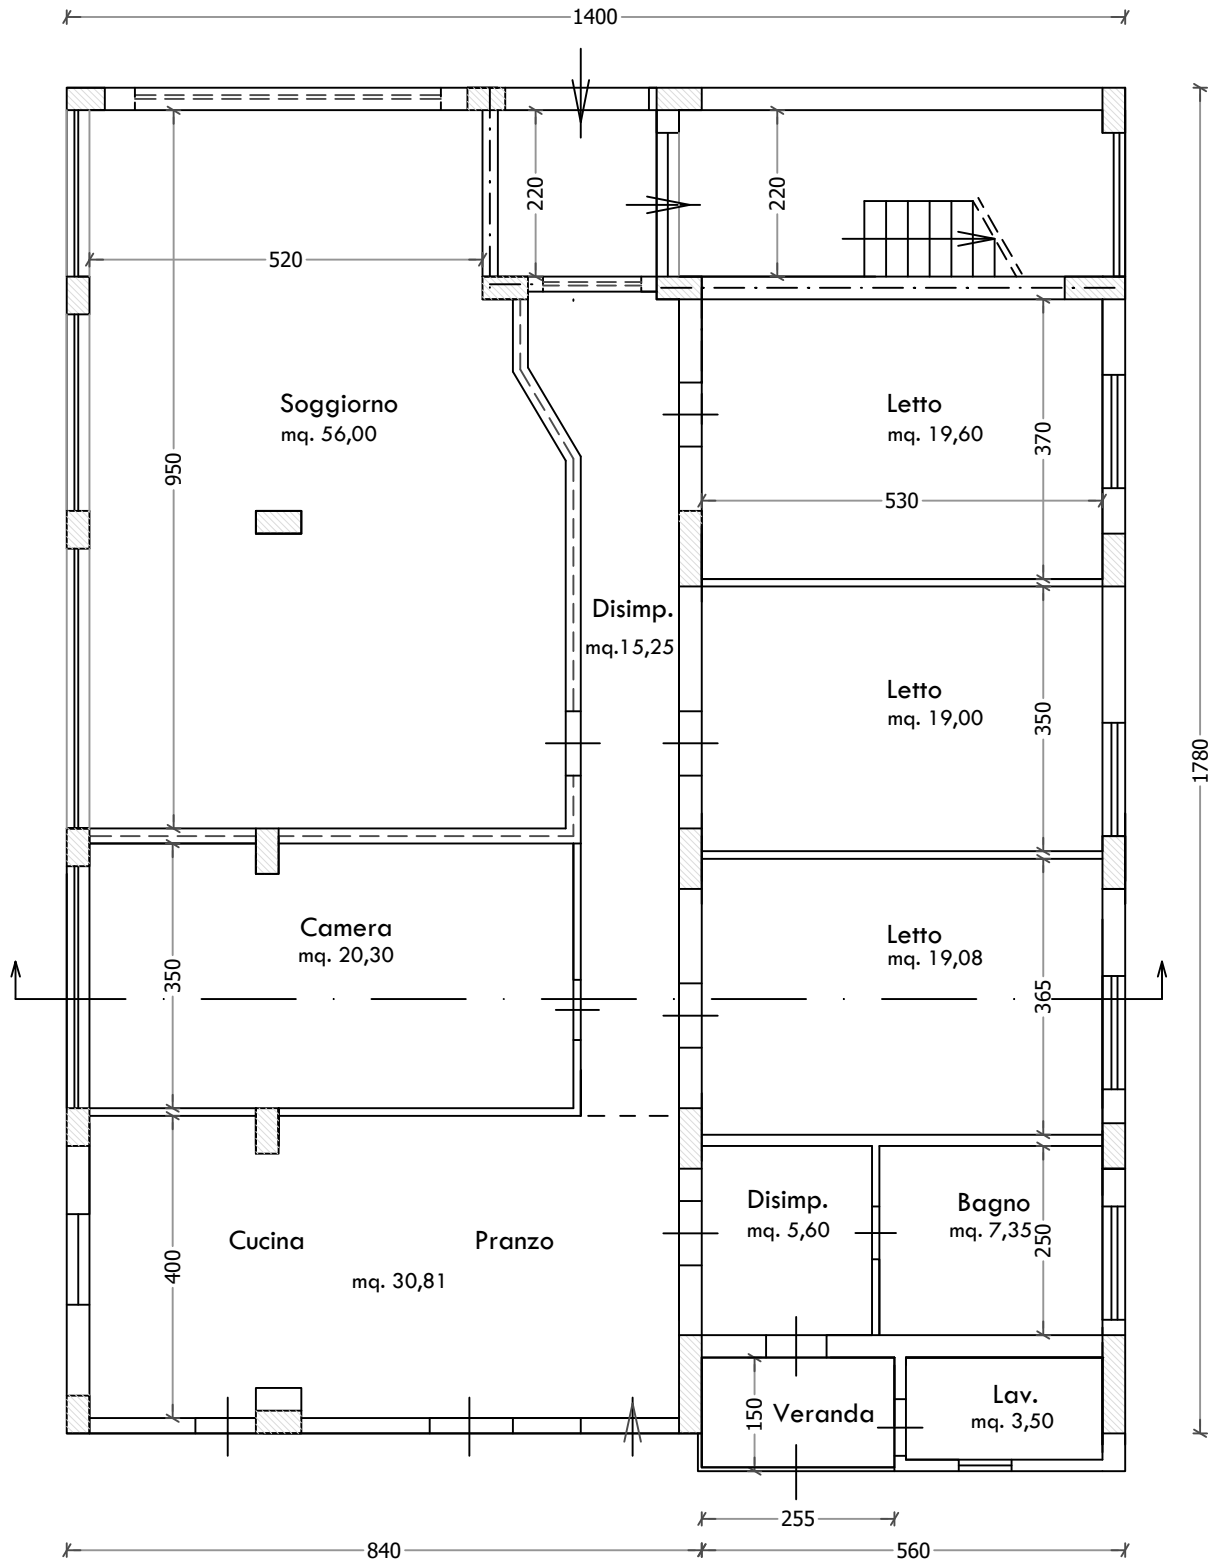 1400
220
220
520
Soggiorno
mq. 56,00
Letto
mq. 19,60
370
950
530
Disimp.
mq.15,25
Letto
mq. 19,00
350
1780
Camera
mq. 20,30
350
Letto
mq. 19,08
365
Disimp.
mq. 5,60
Bagno
mq. 7,35
250
Cucina
Pranzo
mq. 30,81
400
150
Veranda
Lav.
mq. 3,50
255
840
560